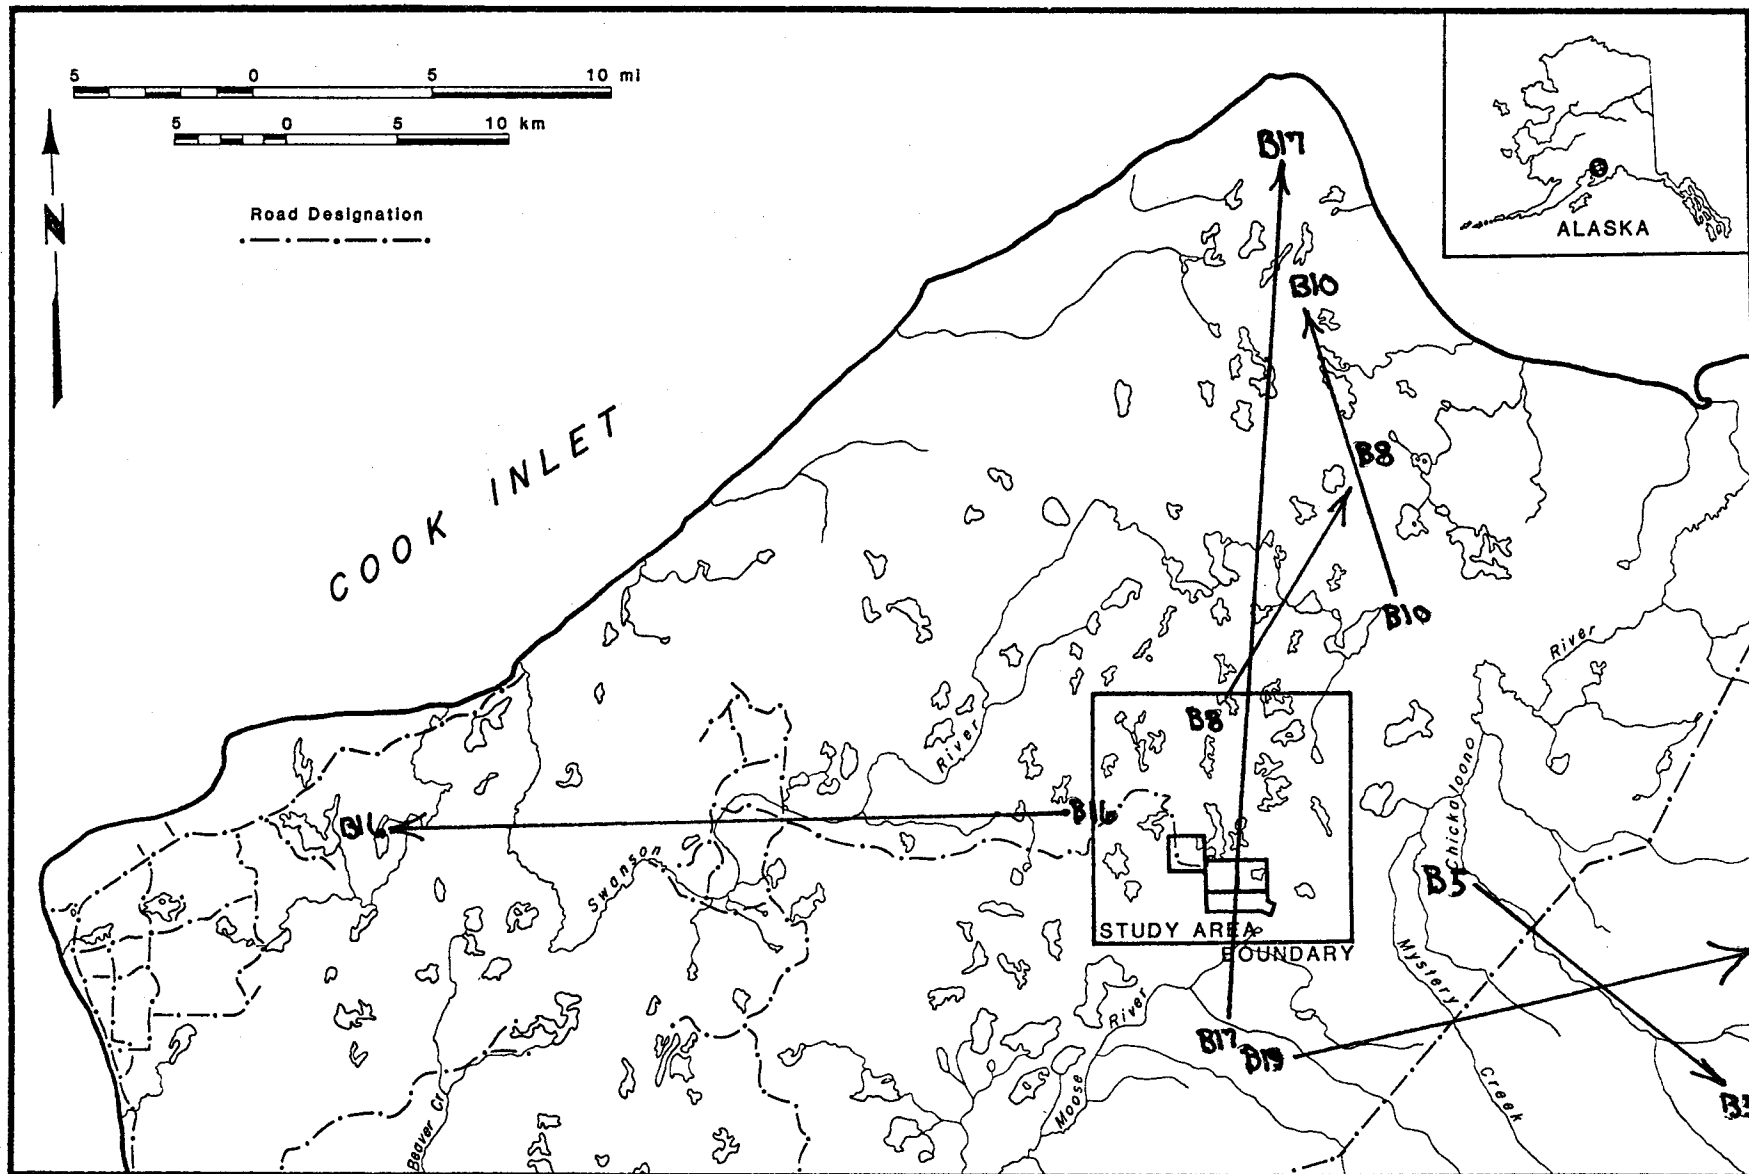 5 0 5 10 mi
5 0 5 10 km
N
Road Designation
ALASKA
COOK INLET
B17
B10
B8
B10
River
B8
River
B16
B16
Chickaloono
Swanson
B5
STUDY AREA
BOUNDARY
Mystery
River
B17
B19
Moose
Creek
Beaver Cr